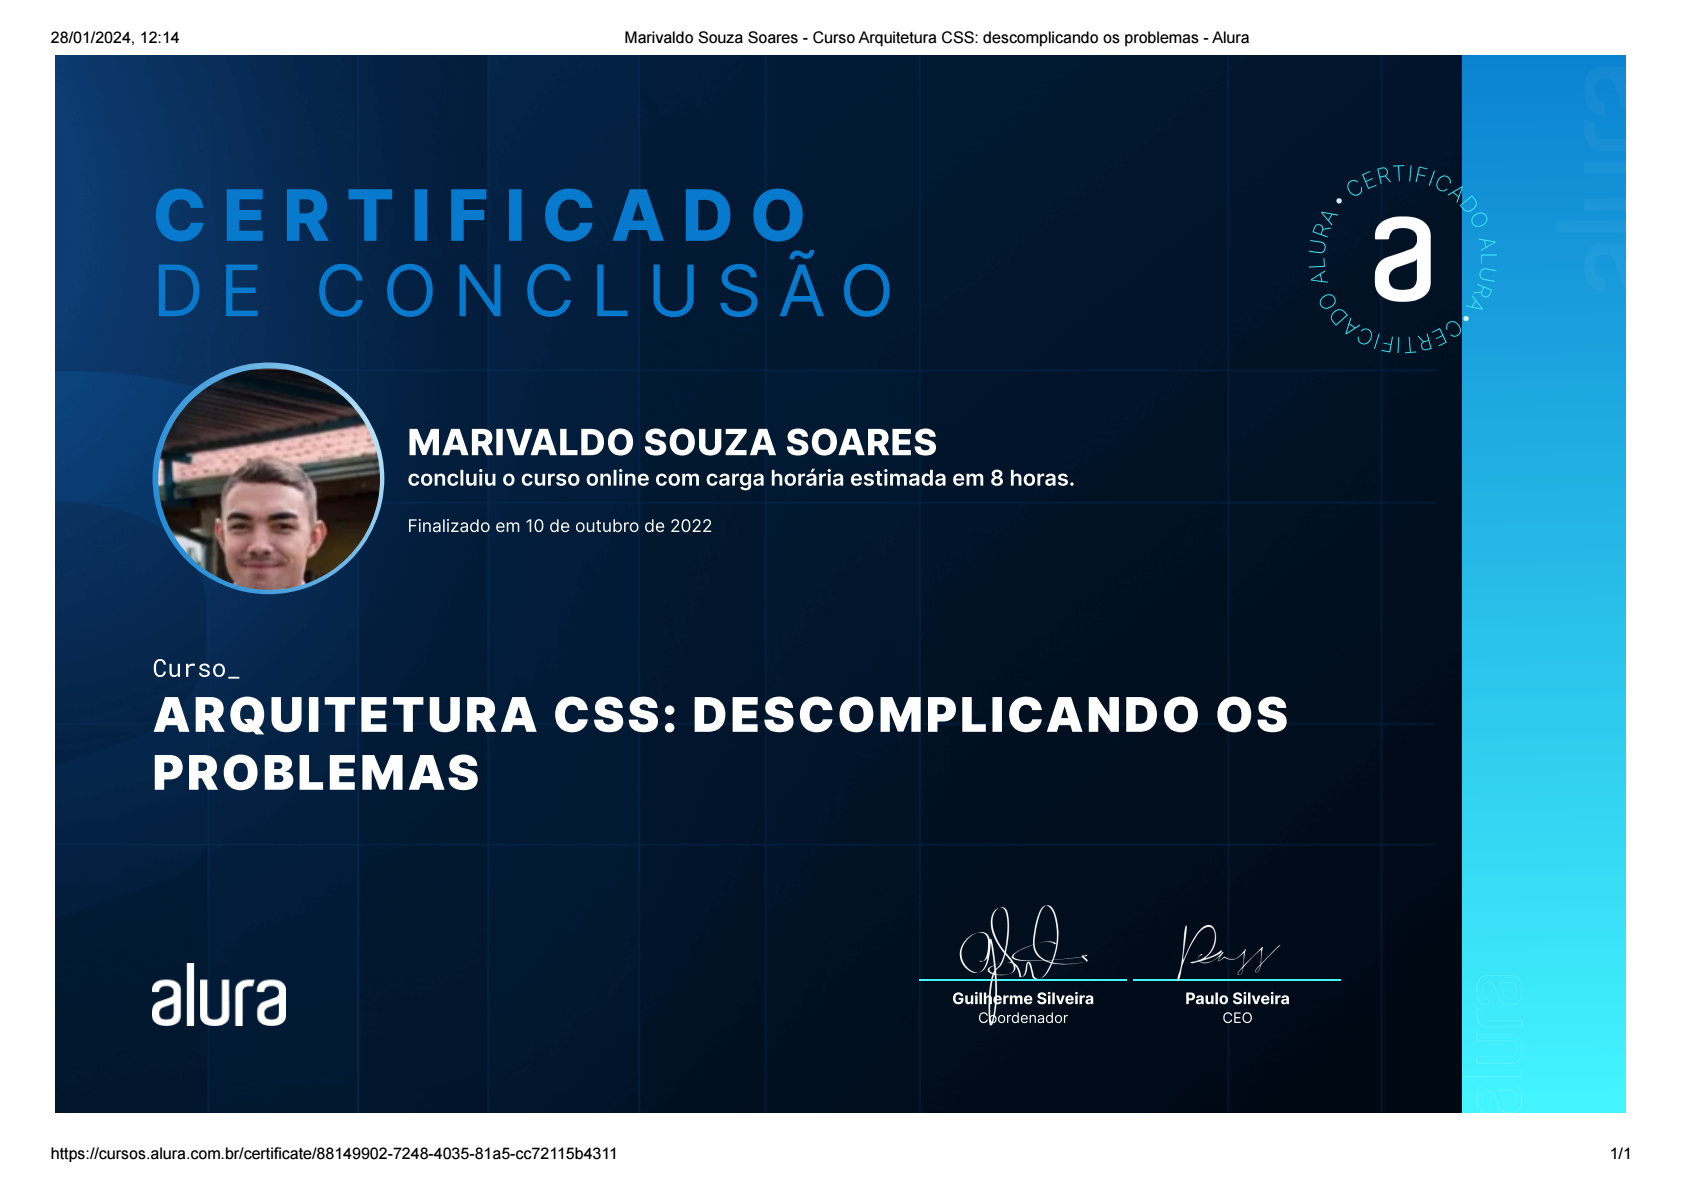 28/01/2024, 12:14
Marivaldo Souza Soares - Curso Arquitetura CSS: descomplicando os problemas - Alura
alura
CERTIFICADO
DE CONCLUSÃO
CERTIFICADO ALURA • CERTIFICADO ALURA •
a
MARIVALDO SOUZA SOARES
concluiu o curso online com carga horária estimada em 8 horas.
Finalizado em 10 de outubro de 2022
Curso_
ARQUITETURA CSS: DESCOMPLICANDO OS
PROBLEMAS
alura
Guilherme Silveira
Coordenador
Paulo Silveira
CEO
alura
https://cursos.alura.com.br/certificate/88149902-7248-4035-81a5-cc72115b4311
1/1